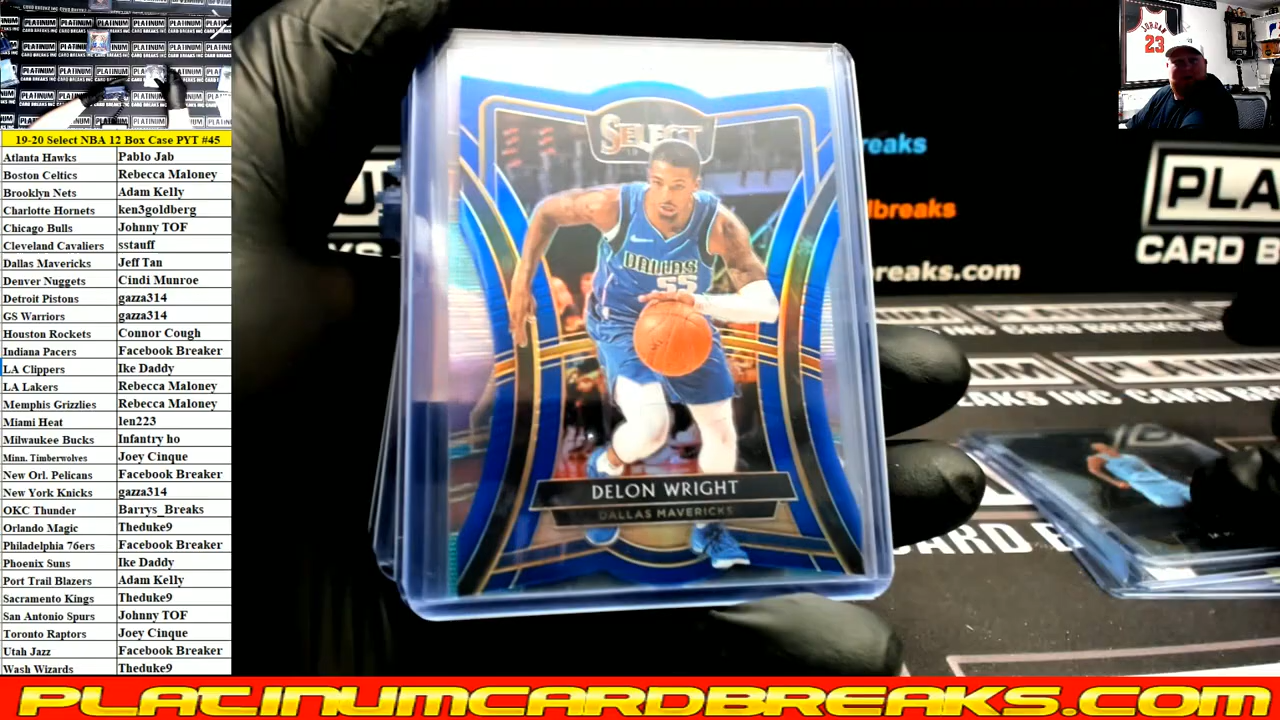 19-20 Select NBA 12 Box Case PYT #45
Atlanta Hawks Pablo Jab
Boston Celtics Rebecca Maloney
Brooklyn Nets Adam Kelly
Charlotte Hornets ken3goldberg
Chicago Bulls Johnny TOF
Cleveland Cavaliers sstauff
Dallas Mavericks Jeff Tan
Denver Nuggets Cindi Munroe
Detroit Pistons gazza314
GS Warriors gazza314
Houston Rockets Connor Cough
Indiana Pacers Facebook Breaker
LA Clippers Ike Daddy
LA Lakers Rebecca Maloney
Memphis Grizzlies Rebecca Maloney
Miami Heat len223
Milwaukee Bucks Infantry ho
Minn. Timberwolves Joey Cinque
New Orl. Pelicans Facebook Breaker
New York Knicks gazza314
OKC Thunder Barrys_Breaks
Orlando Magic Theduke9
Philadelphia 76ers Facebook Breaker
Phoenix Suns Ike Daddy
Port Trail Blazers Adam Kelly
Sacramento Kings Theduke9
San Antonio Spurs Johnny TOF
Toronto Raptors Joey Cinque
Utah Jazz Facebook Breaker
Wash Wizards Theduke9
SELECT
DALLAS
55
DELON WRIGHT
DALLAS MAVERICKS
JORDAN
23
eaks
dbreaks
eaks.com
PLA
CARD B
PLATINUMCARDBREAKS.COM